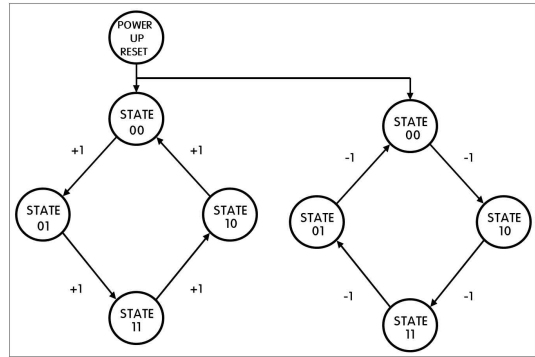 POWER
UP
RESET
STATE
00
+1
+1
STATE
01
STATE
10
+1
+1
STATE
11
STATE
00
-1
-1
STATE
01
STATE
10
-1
-1
STATE
11